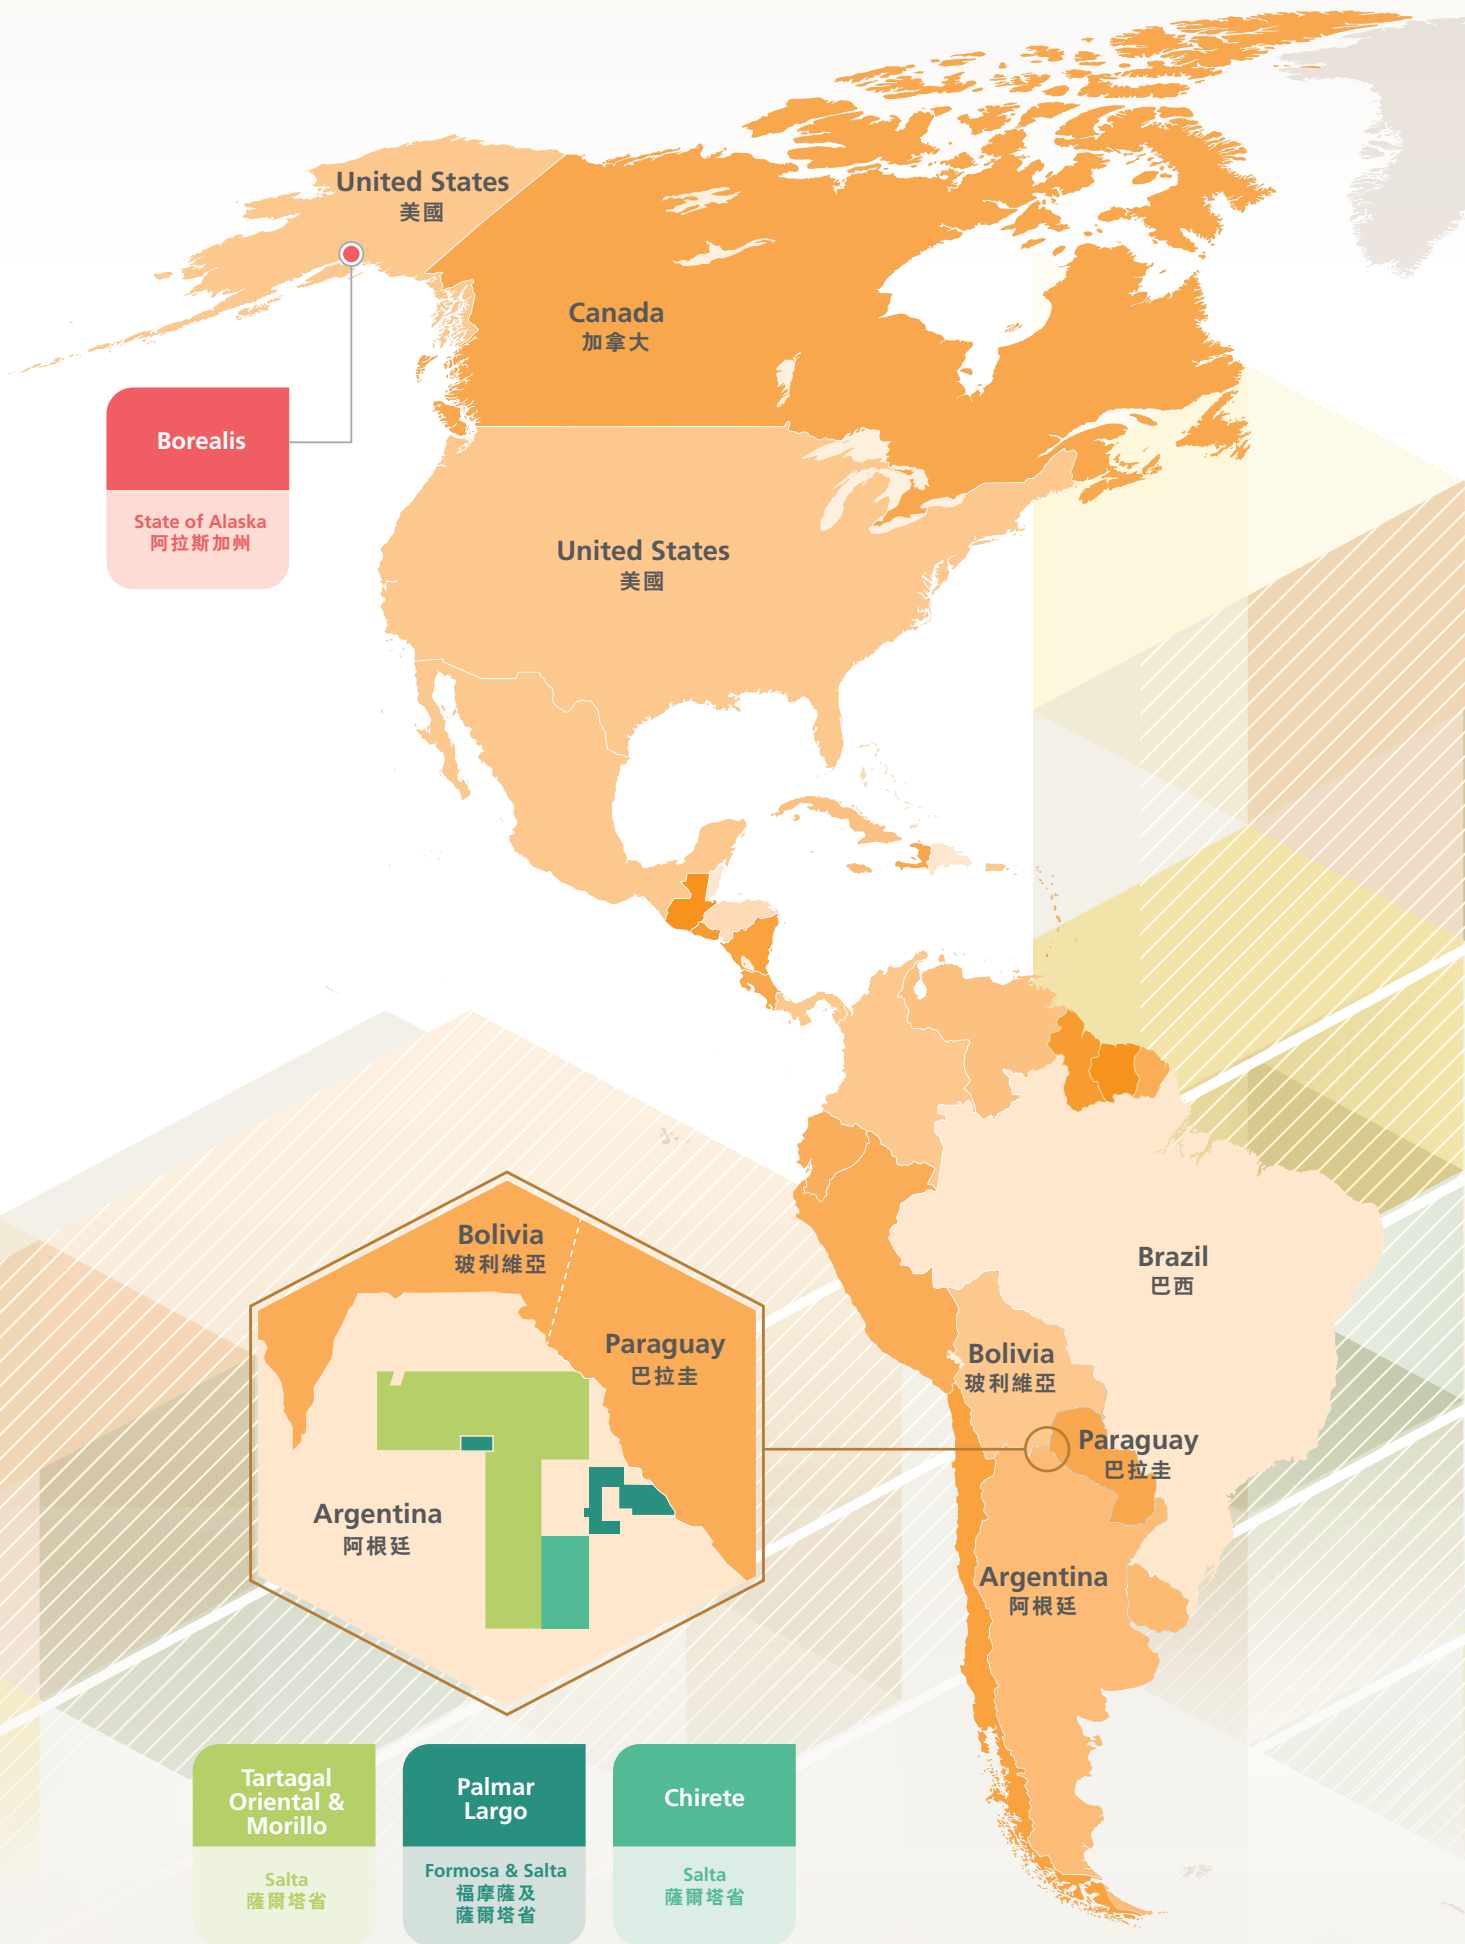 United States
美國
Canada
加拿大
Borealis
State of Alaska
阿拉斯加州
United States
美國
Bolivia
玻利維亞
Paraguay
巴拉圭
Argentina
阿根廷
Brazil
巴西
Bolivia
玻利維亞
Paraguay
巴拉圭
Argentina
阿根廷
Tartagal
Oriental &
Morillo
Salta
薩爾塔省
Palmar
Largo
Formosa & Salta
福摩薩及
薩爾塔省
Chirete
Salta
薩爾塔省